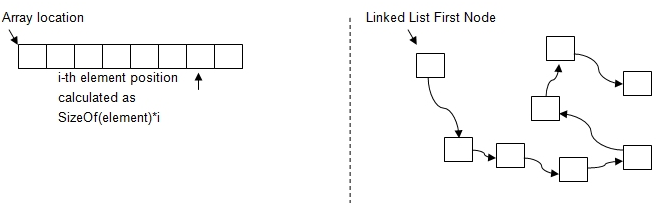 Array location
i-th element position
calculated as
SizeOf(element)*i
Linked List First Node